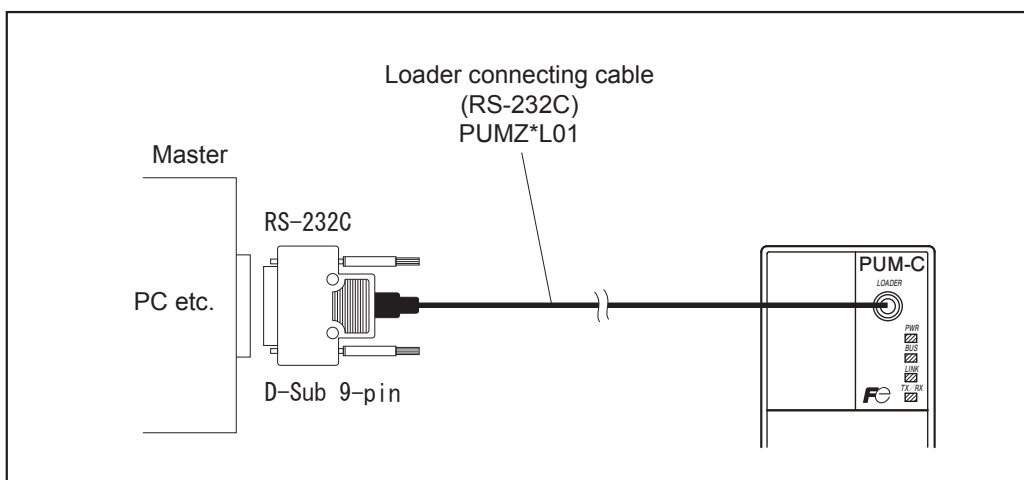 Loader connecting cable
(RS-232C)
PUMZ*L01
Master
RS-232C
PC etc.
D-Sub 9-pin
PUM-C
LOADER
PWR
BUS
LINK
TX/RX
Fe